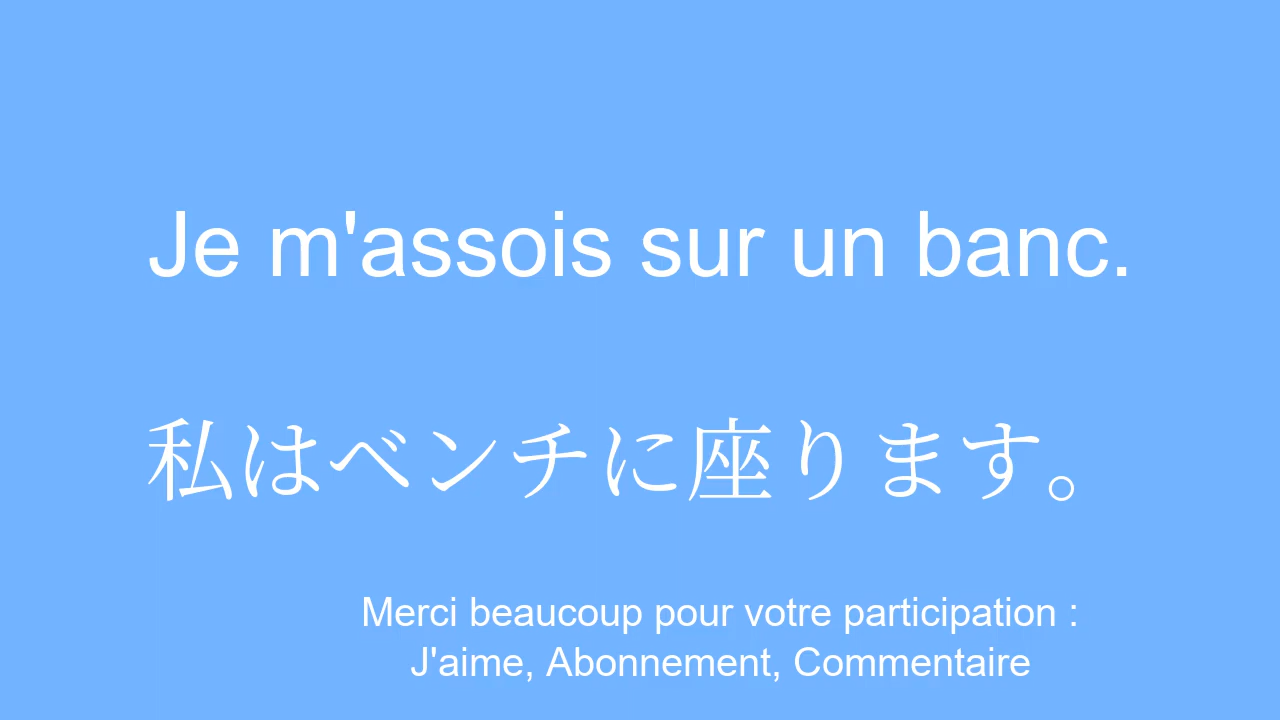 Je m'assois sur un banc.
私はベンチに座ります。
Merci beaucoup pour votre participation :
J'aime, Abonnement, Commentaire